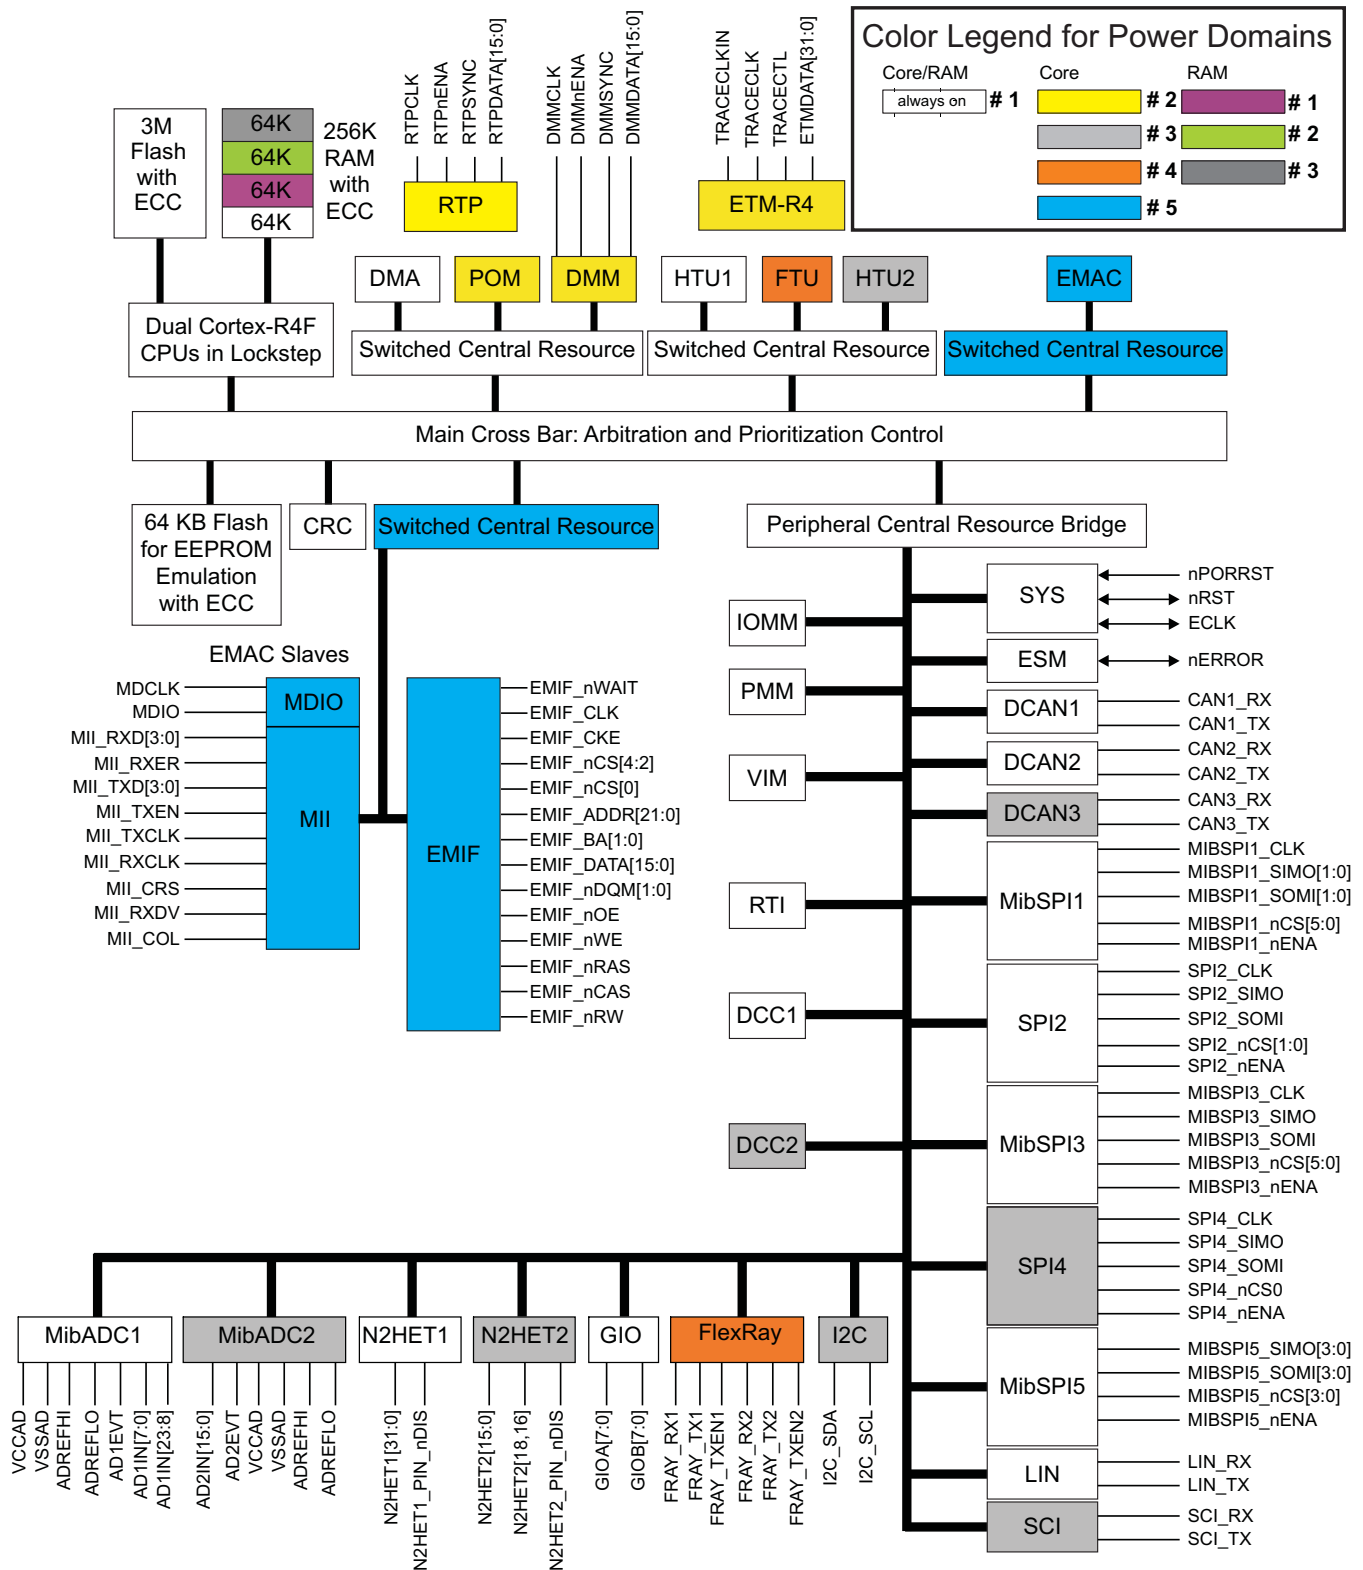 Color Legend for Power Domains
Core/RAM
Core
RAM
always on
# 1
# 2
# 1
# 3
# 2
# 4
# 3
# 5
3M
Flash
with
ECC
64K
64K
64K
64K
256K
RAM
with
ECC
RTPCLK
RTPnENA
RTPSYNC
RTPDATA[15:0]
DMMCLK
DMMnENA
DMMSYNC
DMMDATA[15:0]
TRACECLKIN
TRACECLK
TRACECTL
ETMDATA[31:0]
RTP
ETM-R4
DMA
POM
DMM
HTU1
FTU
HTU2
EMAC
Dual Cortex-R4F
CPUs in Lockstep
Switched Central Resource
Switched Central Resource
Switched Central Resource
Main Cross Bar: Arbitration and Prioritization Control
64 KB Flash
for EEPROM
Emulation
with ECC
CRC
Switched Central Resource
Peripheral Central Resource Bridge
EMAC Slaves
MDCLK
MDIO
MII_RXD[3:0]
MII_RXER
MII_TXD[3:0]
MII_TXEN
MII_TXCLK
MII_RXCLK
MII_CRS
MII_RXDV
MII_COL
MDIO
MII
EMIF
EMIF_nWAIT
EMIF_CLK
EMIF_CKE
EMIF_nCS[4:2]
EMIF_nCS[0]
EMIF_ADDR[21:0]
EMIF_BA[1:0]
EMIF_DATA[15:0]
EMIF_nDQM[1:0]
EMIF_nOE
EMIF_nWE
EMIF_nRAS
EMIF_nCAS
EMIF_nRW
IOMM
PMM
VIM
RTI
DCC1
DCC2
SYS
nPORRST
nRST
ECLK
ESM
nERROR
DCAN1
CAN1_RX
CAN1_TX
DCAN2
CAN2_RX
CAN2_TX
DCAN3
CAN3_RX
CAN3_TX
MibSPI1
MIBSPI1_CLK
MIBSPI1_SIMO[1:0]
MIBSPI1_SOMI[1:0]
MIBSPI1_nCS[5:0]
MIBSPI1_nENA
SPI2
SPI2_CLK
SPI2_SIMO
SPI2_SOMI
SPI2_nCS[1:0]
SPI2_nENA
MibSPI3
MIBSPI3_CLK
MIBSPI3_SIMO
MIBSPI3_SOMI
MIBSPI3_nCS[5:0]
MIBSPI3_nENA
SPI4
SPI4_CLK
SPI4_SIMO
SPI4_SOMI
SPI4_nCS0
SPI4_nENA
MibSPI5
MIBSPI5_SIMO[3:0]
MIBSPI5_SOMI[3:0]
MIBSPI5_nCS[3:0]
MIBSPI5_nENA
LIN
LIN_RX
LIN_TX
SCI
SCI_RX
SCI_TX
MibADC1
MibADC2
N2HET1
N2HET2
GIO
FlexRay
I2C
VCCAD
VSSAD
ADREFHI
ADREFLO
AD1EVT
AD1IN[7:0]
AD1IN[23:8]
AD2IN[15:0]
AD2EVT
VCCAD
VSSAD
ADREFHI
ADREFLO
N2HET1[31:0]
N2HET1_PIN_nDIS
N2HET2[15:0]
N2HET2[18,16]
N2HET2_PIN_nDIS
GIOA[7:0]
GIOB[7:0]
FRAY_RX1
FRAY_TX1
FRAY_TXEN1
FRAY_RX2
FRAY_TX2
FRAY_TXEN2
I2C_SDA
I2C_SCL